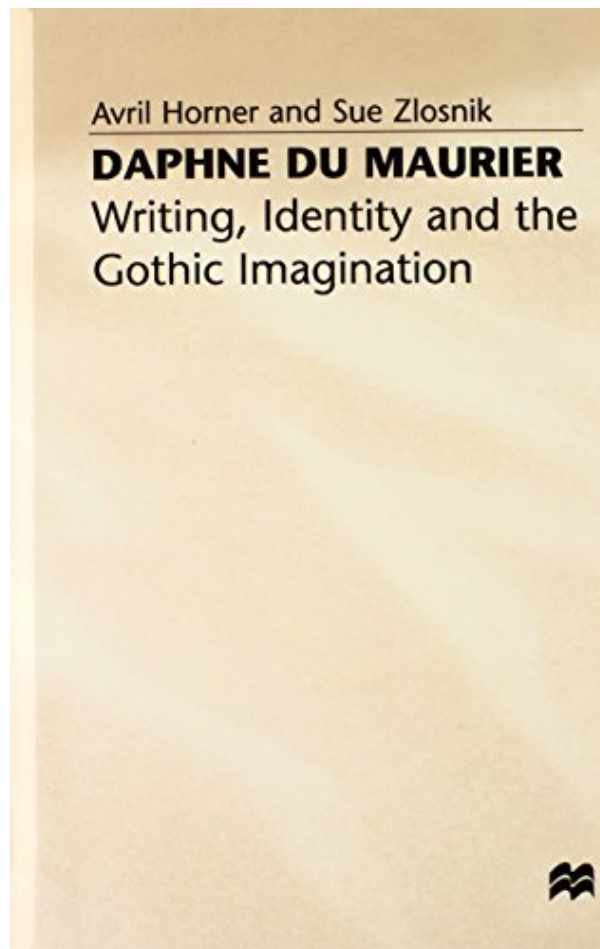 Avril Horner and Sue Zlosnik
DAPHNE DU MAURIER
Writing, Identity and the
Gothic Imagination